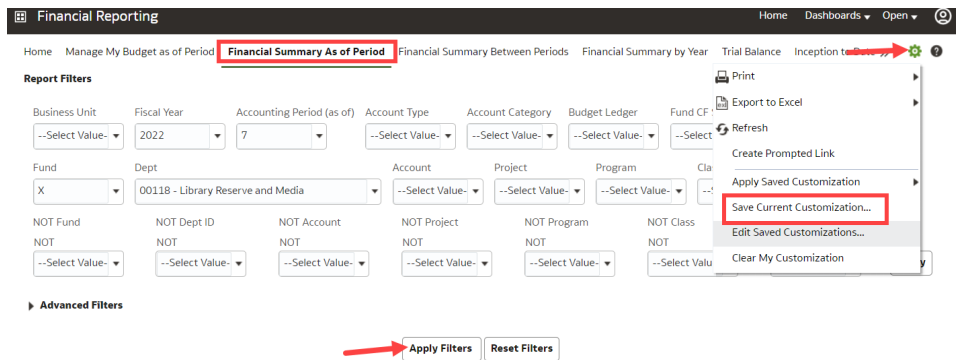 Financial Reporting
Home Dashboards Open
Home Manage My Budget as of Period Financial Summary As of Period Financial Summary Between Periods Financial Summary by Year Trial Balance Inception to Date
Report Filters
Print
Business Unit Fiscal Year Accounting Period (as of) Account Type Account Category Budget Ledger Fund CF
Export to Excel
--Select Value- 2022 7 --Select Value- --Select Value- --Select Value- --Select
Refresh
Create Prompted Link
Fund Dept Account Project Program Cla
Apply Saved Customization
X 00118 - Library Reserve and Media --Select Value- --Select Value- --Select Value-
Save Current Customization...
NOT Fund NOT Dept ID NOT Account NOT Project NOT Program NOT Class
Edit Saved Customizations...
NOT NOT NOT NOT NOT NOT
Clear My Customization
--Select Value- --Select Value- --Select Value- --Select Value- --Select Value- --Select Valu
Advanced Filters
Apply Filters Reset Filters